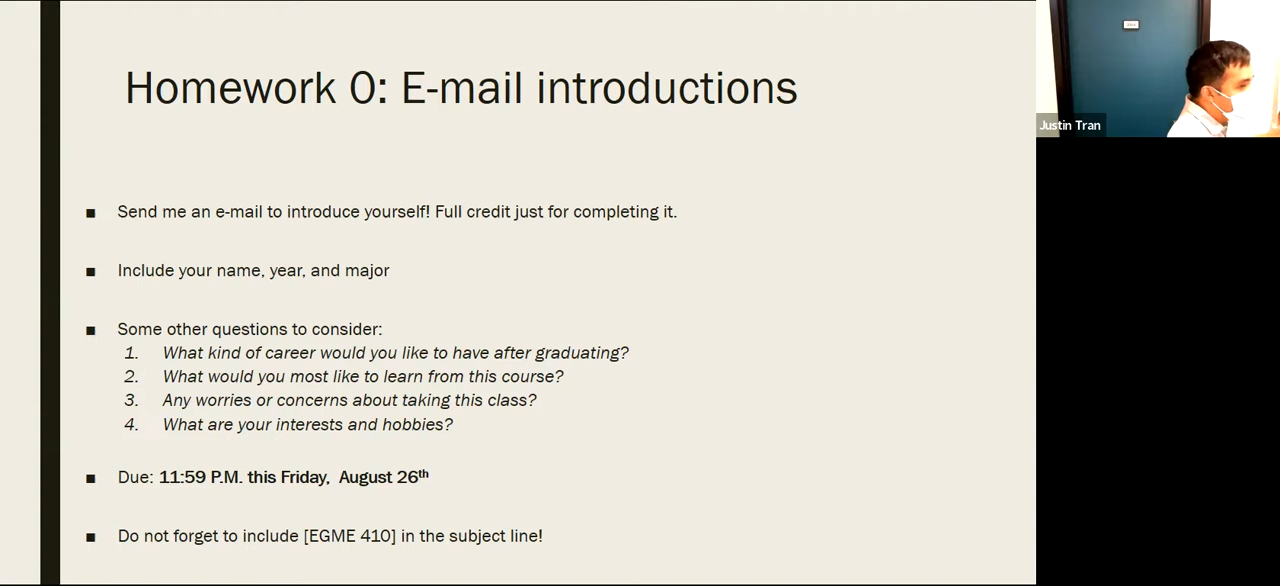 Homework 0: E-mail introductions
■ Send me an e-mail to introduce yourself! Full credit just for completing it.
■ Include your name, year, and major
■ Some other questions to consider:
1. What kind of career would you like to have after graduating?
2. What would you most like to learn from this course?
3. Any worries or concerns about taking this class?
4. What are your interests and hobbies?
■ Due: 11:59 P.M. this Friday, August 26th
■ Do not forget to include [EGME 410] in the subject line!
Justin Tran